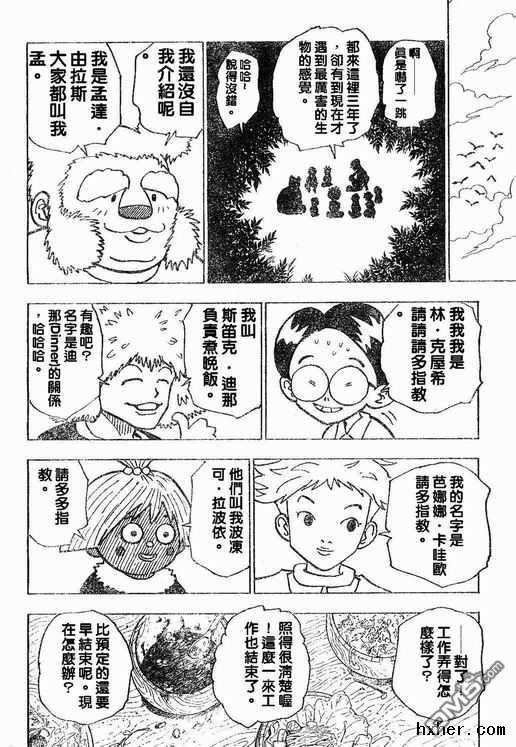 啊——
眞是嚇了一跳
都來這裡三年了
，卻有到現在才
遇到最厲害的生
物的感覺。
哈哈~
說得沒錯。
我還沒自
我介紹呢
我是孟達．
由拉斯
大家都叫我
孟。
我我我是
林．克屋希
請請請多指教
我叫
斯笛克．迪那
負責煮晚飯。
有趣吧？
名字是迪
那(Dinner)的關係
，哈哈哈。
我的名字是
芭娜娜．卡哇歐
請多多指教。
他們叫我波凍
可．拉波依。
請多多指
教。
——對了
工作弄得怎
麼樣了？
照得很清楚喔
！這麼一來工
作也結束了。
比預定的還要
早結束呢。現
在怎麼辦？
hxher.com